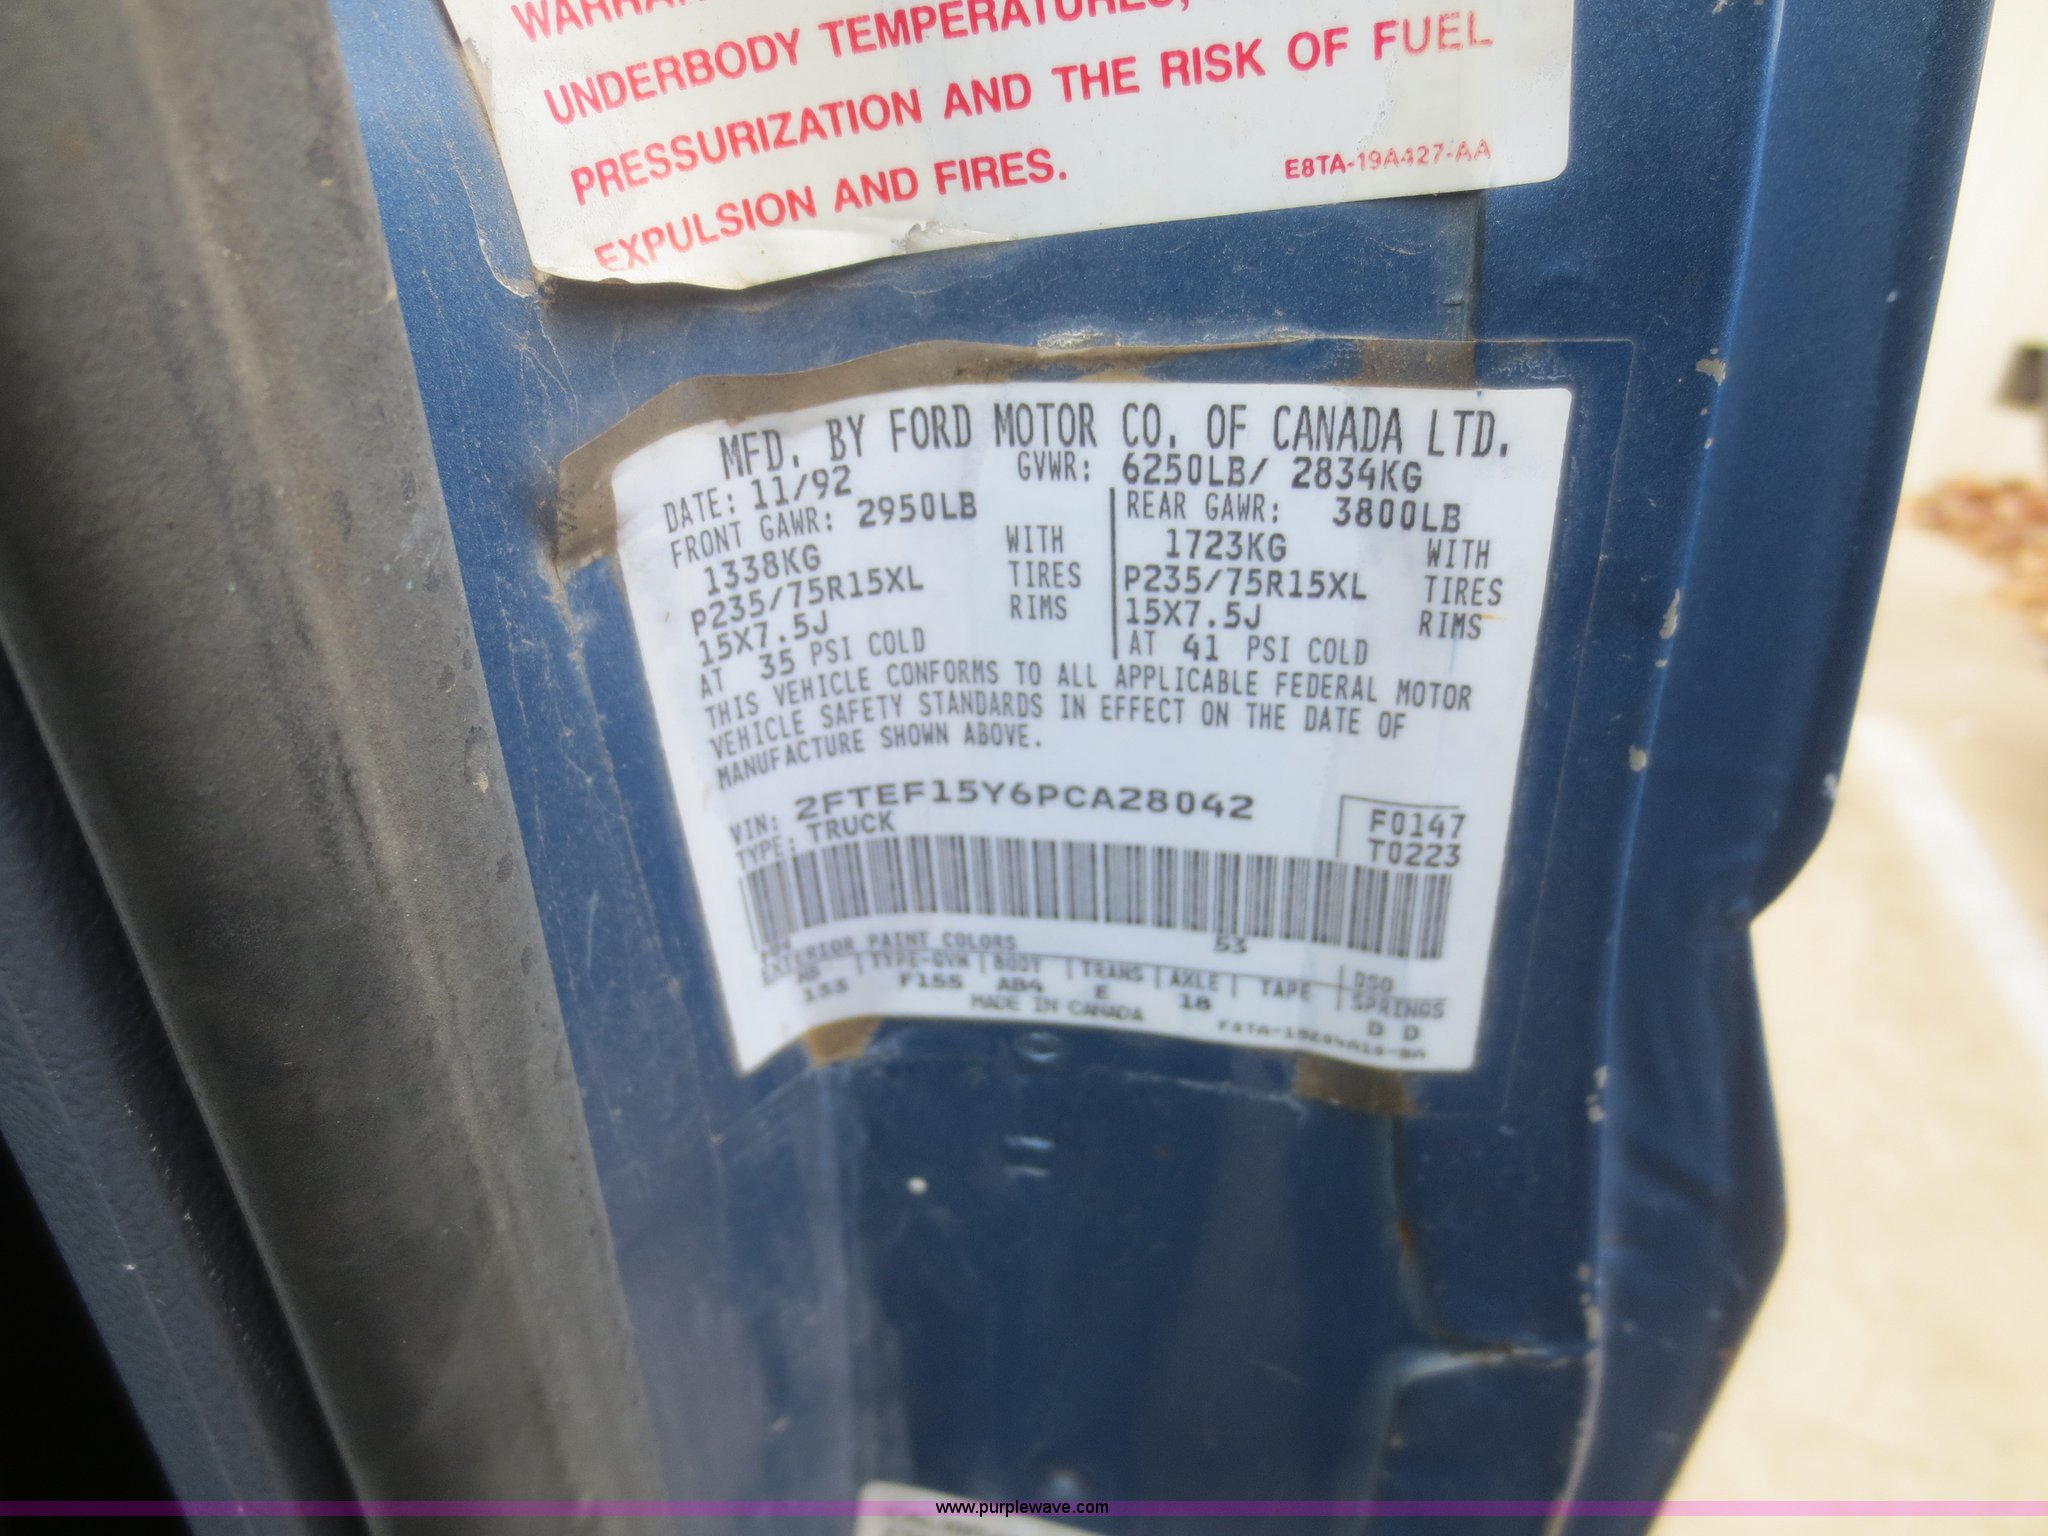 UNDERBODY TEMPERATURES,
PRESSURIZATION AND THE RISK OF FUEL
EXPULSION AND FIRES.
E8TA-19A427-AA
MFD. BY FORD MOTOR CO. OF CANADA LTD.
DATE: 11/92 GVWR: 6250LB/ 2834KG
FRONT GAWR: 2950LB REAR GAWR: 3800LB
1338KG WITH 1723KG WITH
P235/75R15XL TIRES P235/75R15XL TIRES
15X7.5J RIMS 15X7.5J RIMS
AT 35 PSI COLD AT 41 PSI COLD
THIS VEHICLE CONFORMS TO ALL APPLICABLE FEDERAL MOTOR
VEHICLE SAFETY STANDARDS IN EFFECT ON THE DATE OF
MANUFACTURE SHOWN ABOVE.
VIN: 2FTEF15Y6PCA28042 F0147
TYPE: TRUCK T0223
EXTERIOR PAINT COLORS 53 DSO
WB TYPE-GVW BODY TRANS AXLE TAPE SPRINGS
133 F155 AB4 E 18 D D
MADE IN CANADA
www.purplewave.com